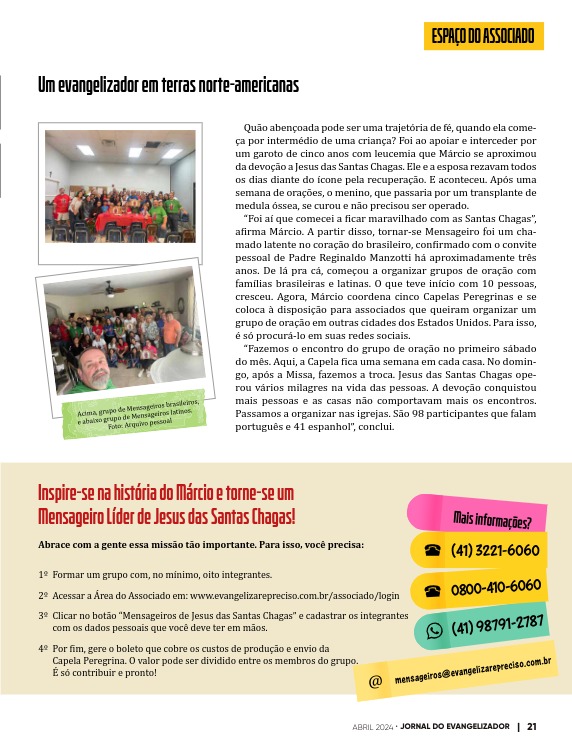 ESPAÇO DO ASSOCIADO
Um evangelizador em terras norte-americanas
Quão abençoada pode ser uma trajetória de fé, quando ela come-
ça por intermédio de uma criança? Foi ao apoiar e interceder por
um garoto de cinco anos com leucemia que Márcio se aproximou
da devoção a Jesus das Santas Chagas. Ele e a esposa rezavam todos
os dias diante do ícone pela recuperação. E aconteceu. Após uma
semana de orações, o menino, que passaria por um transplante de
medula óssea, se curou e não precisou ser operado.
“Foi aí que comecei a ficar maravilhado com as Santas Chagas”,
afirma Márcio. A partir disso, tornar-se Mensageiro foi um cha-
mado latente no coração do brasileiro, confirmado com o convite
pessoal de Padre Reginaldo Manzotti há aproximadamente três
anos. De lá pra cá, começou a organizar grupos de oração com
famílias brasileiras e latinas. O que teve início com 10 pessoas,
cresceu. Agora, Márcio coordena cinco Capelas Peregrinas e se
coloca à disposição para associados que queiram organizar um
grupo de oração em outras cidades dos Estados Unidos. Para isso,
é só procurá-lo em suas redes sociais.
“Fazemos o encontro do grupo de oração no primeiro sábado
do mês. Aqui, a Capela fica uma semana em cada casa. No domin-
go, após a Missa, fazemos a troca. Jesus das Santas Chagas ope-
rou vários milagres na vida das pessoas. A devoção conquistou
mais pessoas e as casas não comportavam mais os encontros.
Passamos a organizar nas igrejas. São 98 participantes que falam
português e 41 espanhol”, conclui.
Acima, grupo de Mensageiros brasileiros,
e abaixo grupo de Mensageiros latinos.
Foto: Arquivo pessoal
Inspire-se na história do Márcio e torne-se um
Mensageiro Líder de Jesus das Santas Chagas!
Abrace com a gente essa missão tão importante. Para isso, você precisa:
1º Formar um grupo com, no mínimo, oito integrantes.
2º Acessar a Área do Associado em: www.evangelizarepreciso.com.br/associado/login
3º Clicar no botão “Mensageiros de Jesus das Santas Chagas” e cadastrar os integrantes
com os dados pessoais que você deve ter em mãos.
4º Por fim, gere o boleto que cobre os custos de produção e envio da
Capela Peregrina. O valor pode ser dividido entre os membros do grupo.
É só contribuir e pronto!
Mais informações?
(41) 3221-6060
0800-410-6060
(41) 98791-2787
@ mensageiros@evangelizarepreciso.com.br
ABRIL 2024 · JORNAL DO EVANGELIZADOR | 21